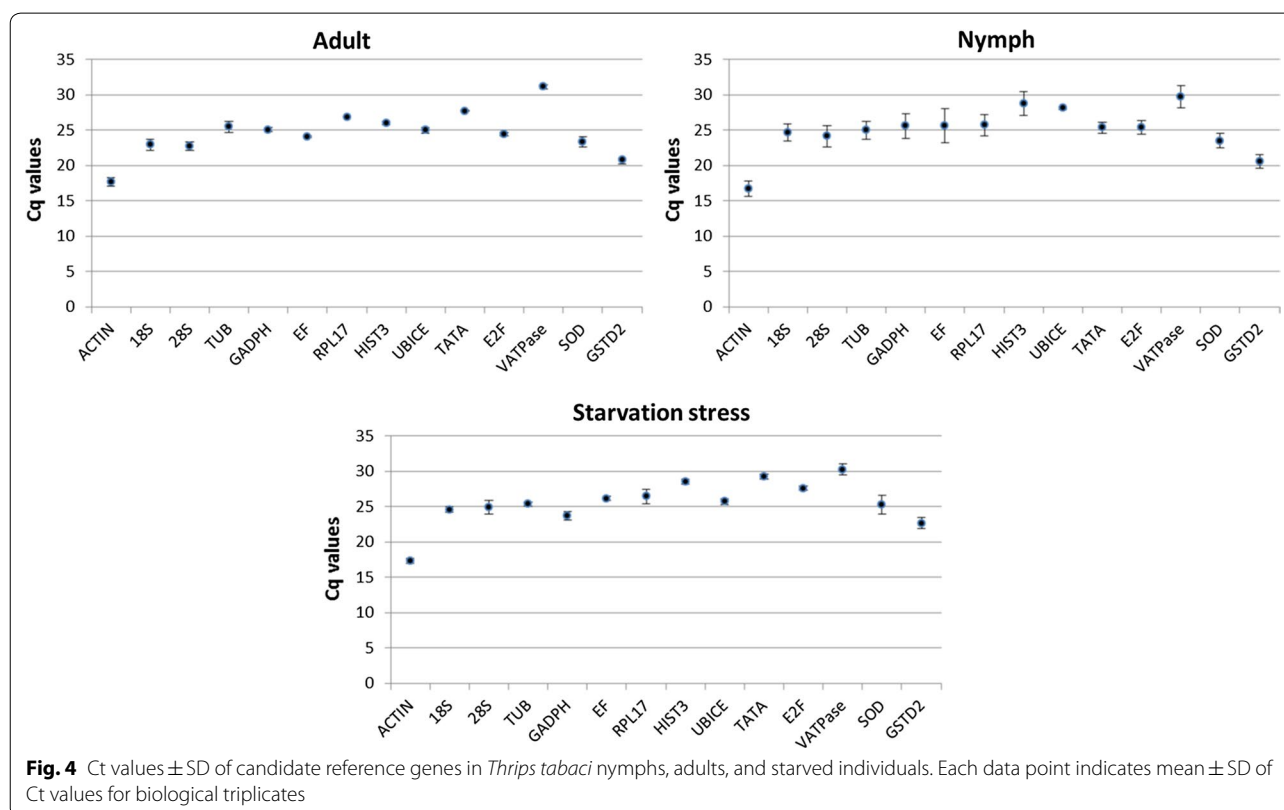 Adult
Cq values
35
30
25
20
15
10
5
0
ACTIN
18S
28S
TUB
GADPH
EF
RPL17
HIST3
UBICE
TATA
E2F
VATPase
SOD
GSTD2
Nymph
Cq values
35
30
25
20
15
10
5
0
ACTIN
18S
28S
TUB
GADPH
EF
RPL17
HIST3
UBICE
TATA
E2F
VATPase
SOD
GSTD2
Starvation stress
Cq values
35
30
25
20
15
10
5
0
ACTIN
18S
28S
TUB
GADPH
EF
RPL17
HIST3
UBICE
TATA
E2F
VATPase
SOD
GSTD2
Fig. 4 Ct values ± SD of candidate reference genes in Thrips tabaci nymphs, adults, and starved individuals. Each data point indicates mean ± SD of
Ct values for biological triplicates